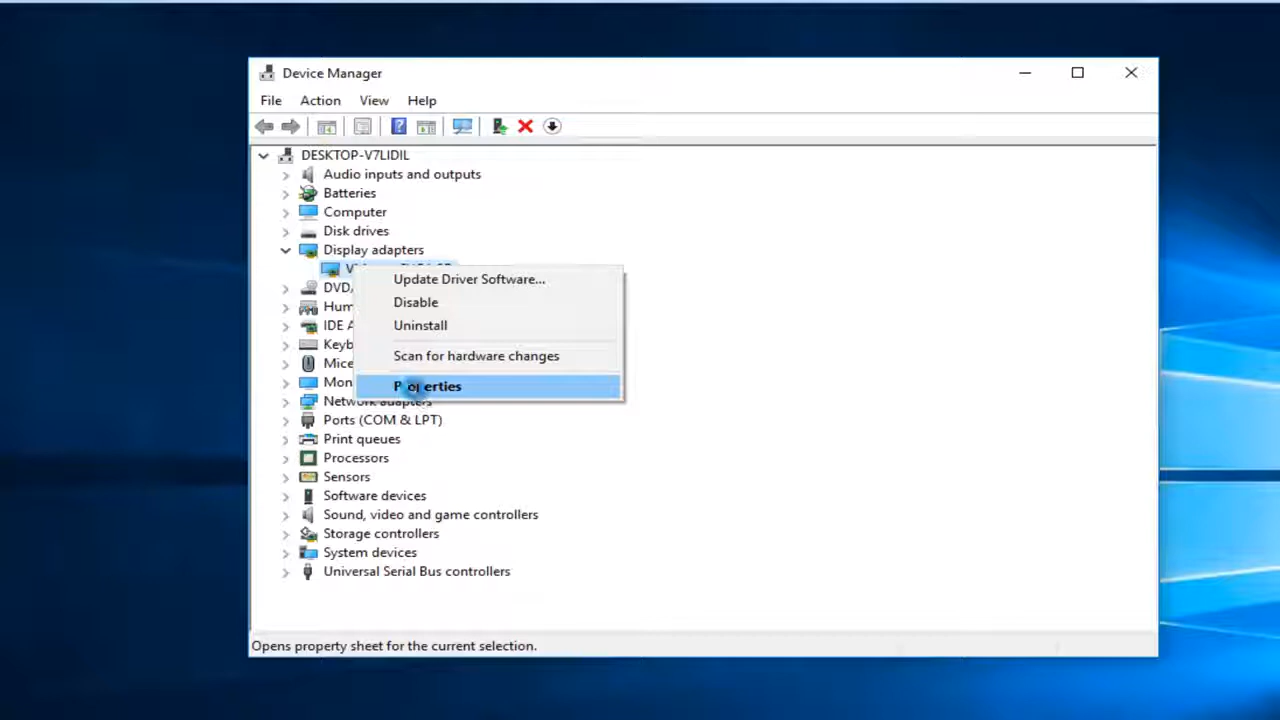 Device Manager
File Action View Help
DESKTOP-V7LIDIL
Audio inputs and outputs
Batteries
Computer
Disk drives
Display adapters
Update Driver Software...
Disable
Uninstall
Scan for hardware changes
Properties
Network adapters
Ports (COM & LPT)
Print queues
Processors
Sensors
Software devices
Sound, video and game controllers
Storage controllers
System devices
Universal Serial Bus controllers
Opens property sheet for the current selection.